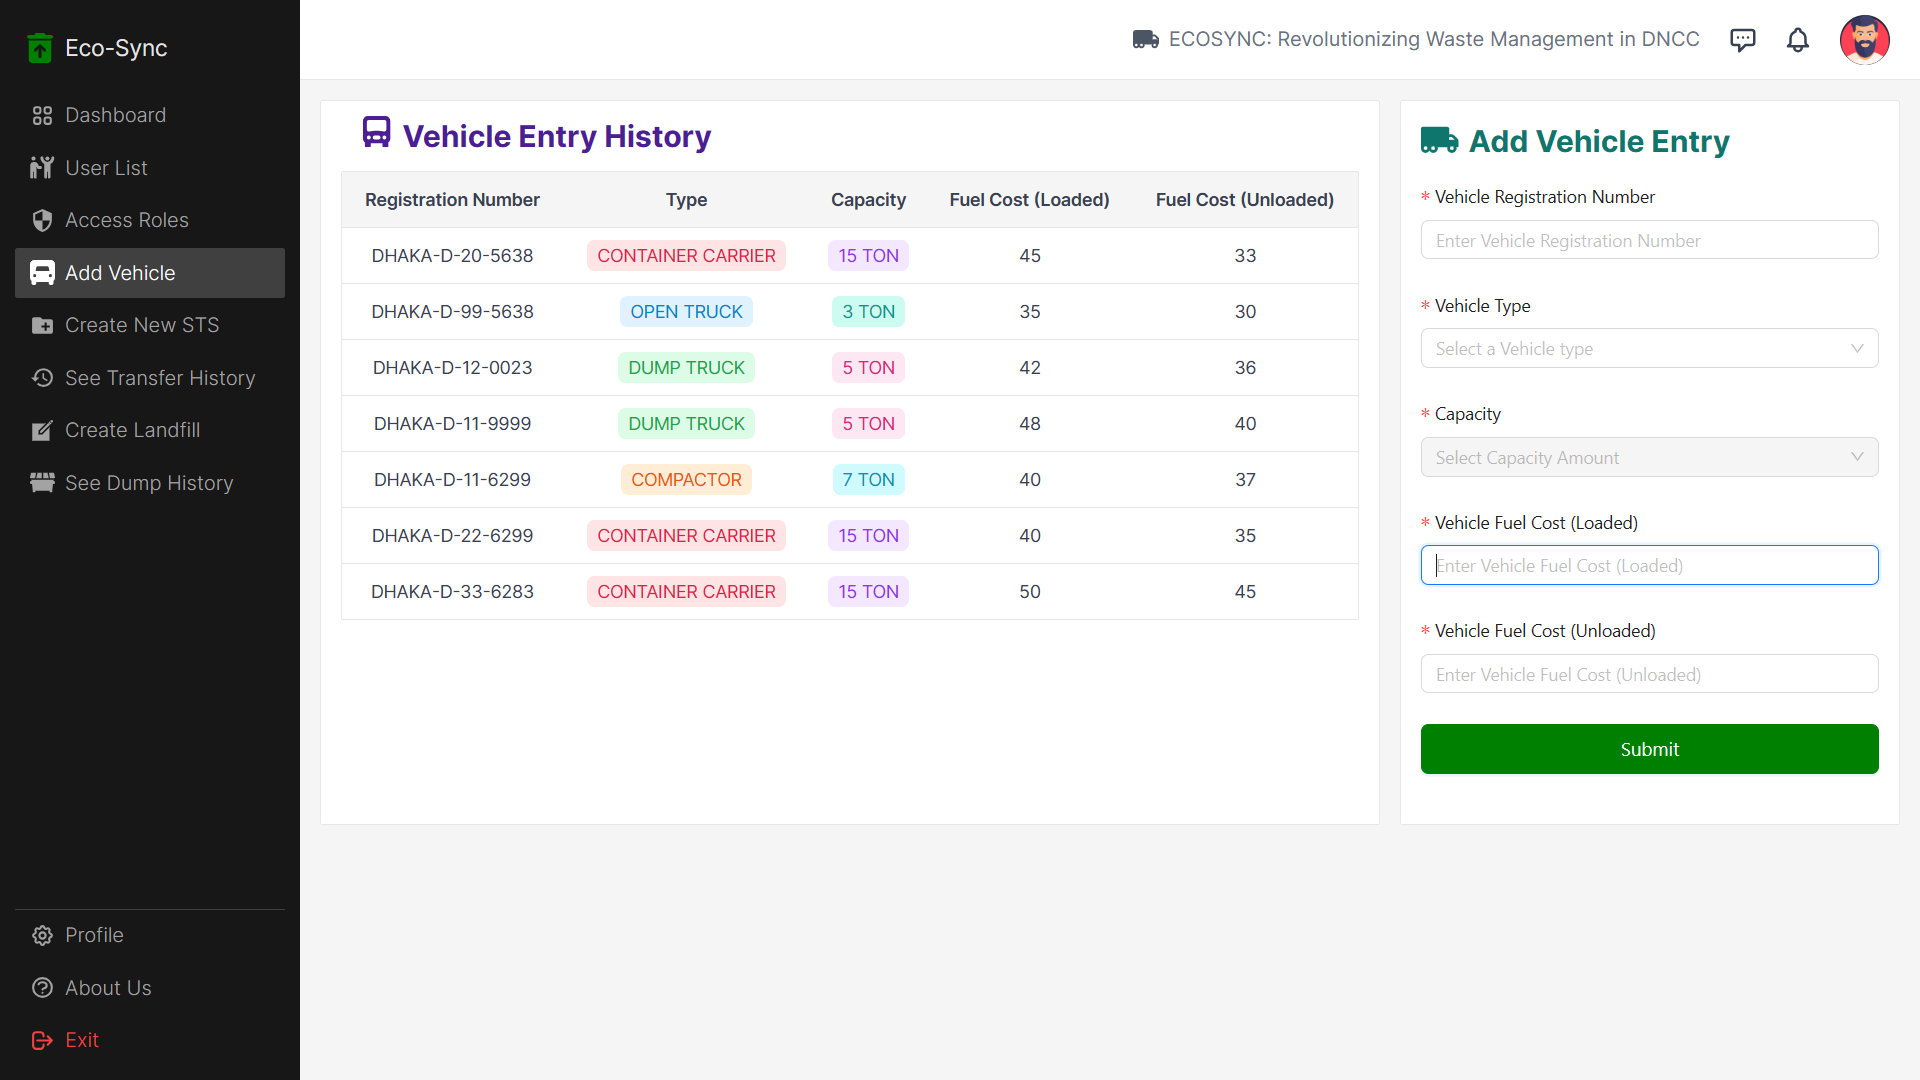 Eco-Sync
Dashboard
User List
Access Roles
Add Vehicle
Create New STS
See Transfer History
Create Landfill
See Dump History
Profile
About Us
Exit
ECOSYNC: Revolutionizing Waste Management in DNCC
Vehicle Entry History
Registration Number Type Capacity Fuel Cost (Loaded) Fuel Cost (Unloaded)
DHAKA-D-20-5638 CONTAINER CARRIER 15 TON 45 33
DHAKA-D-99-5638 OPEN TRUCK 3 TON 35 30
DHAKA-D-12-0023 DUMP TRUCK 5 TON 42 36
DHAKA-D-11-9999 DUMP TRUCK 5 TON 48 40
DHAKA-D-11-6299 COMPACTOR 7 TON 40 37
DHAKA-D-22-6299 CONTAINER CARRIER 15 TON 40 35
DHAKA-D-33-6283 CONTAINER CARRIER 15 TON 50 45
Add Vehicle Entry
* Vehicle Registration Number
Enter Vehicle Registration Number
* Vehicle Type
Select a Vehicle type
* Capacity
Select Capacity Amount
* Vehicle Fuel Cost (Loaded)
Enter Vehicle Fuel Cost (Loaded)
* Vehicle Fuel Cost (Unloaded)
Enter Vehicle Fuel Cost (Unloaded)
Submit